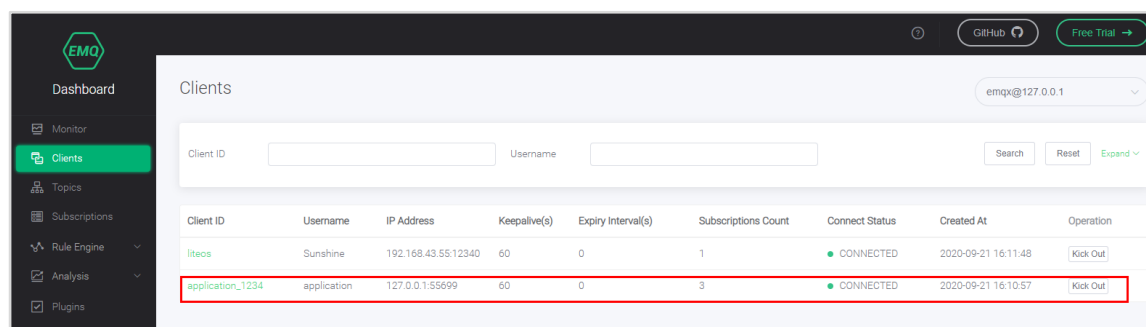 EMQ
GitHub
Free Trial →
Dashboard
Clients
emqx@127.0.0.1
Monitor
Clients
Topics
Subscriptions
Rule Engine
Analysis
Plugins
Client ID
Username
Search
Reset
Expand
Client ID Username IP Address Keepalive(s) Expiry Interval(s) Subscriptions Count Connect Status Created At Operation
liteos Sunshine 192.168.43.55:12340 60 0 1 CONNECTED 2020-09-21 16:11:48 Kick Out
application_1234 application 127.0.0.1:55699 60 0 3 CONNECTED 2020-09-21 16:10:57 Kick Out